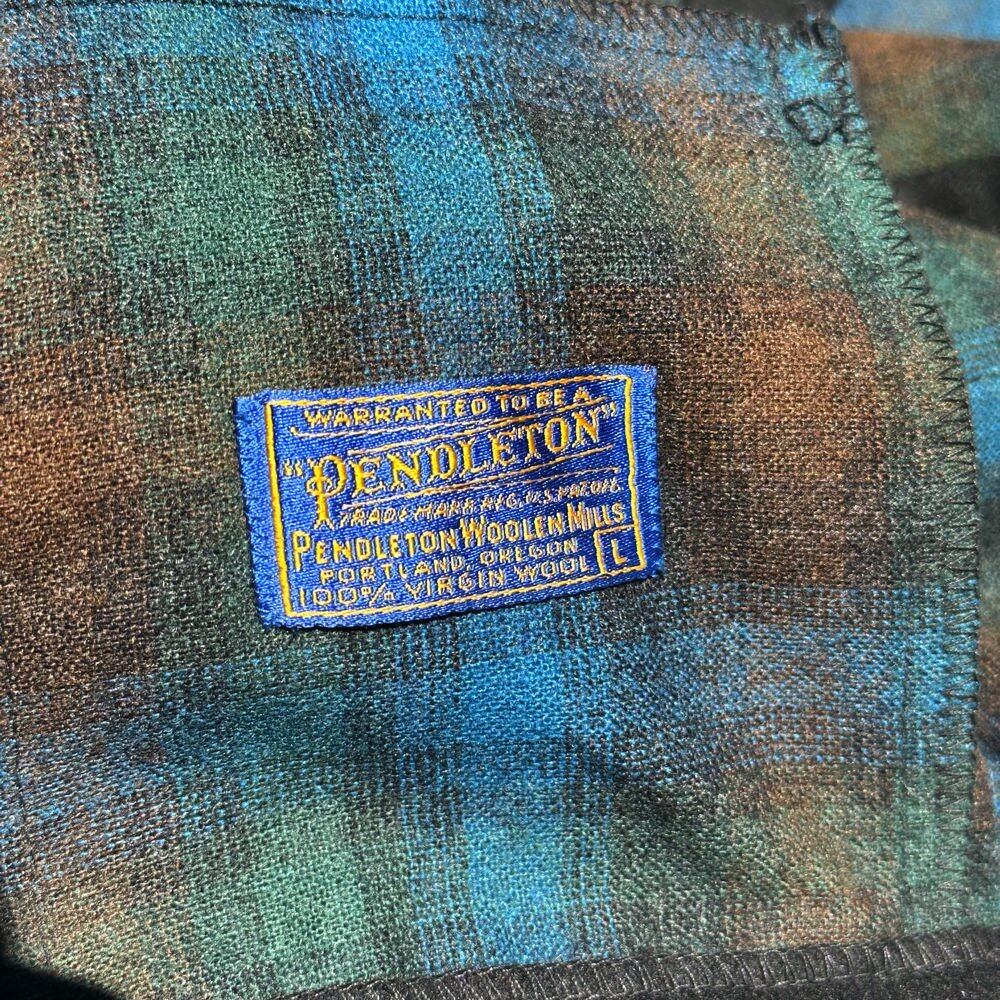 WARRANTED TO BE A
"PENDLETON"
TRADE MARK REG. U.S. PAT. OFF.
PENDLETON WOOLEN MILLS
PORTLAND, OREGON
100% VIRGIN WOOL
L